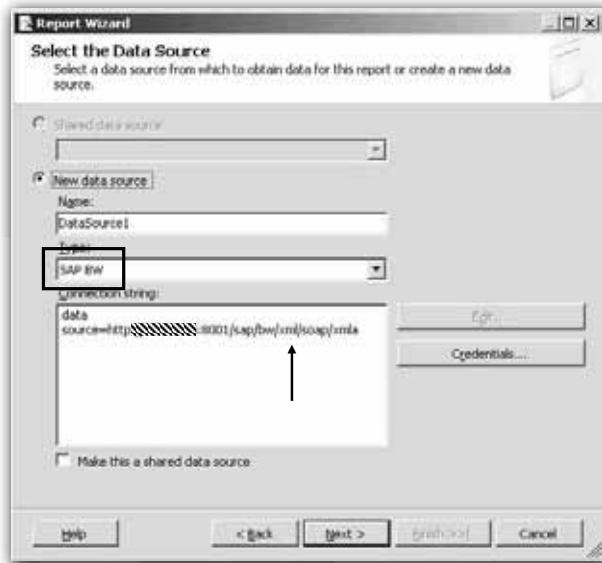 Report Wizard
Select the Data Source
Select a data source from which to obtain data for this report or create a new data
source.
Shared data source
New data source
Name:
DataSource1
Type:
SAP BW
Connection string:
data
source=http :8001/sap/bw/xml/soap/xmla
Edit...
Credentials...
Make this a shared data source
Help
< Back
Next >
Finish >>|
Cancel